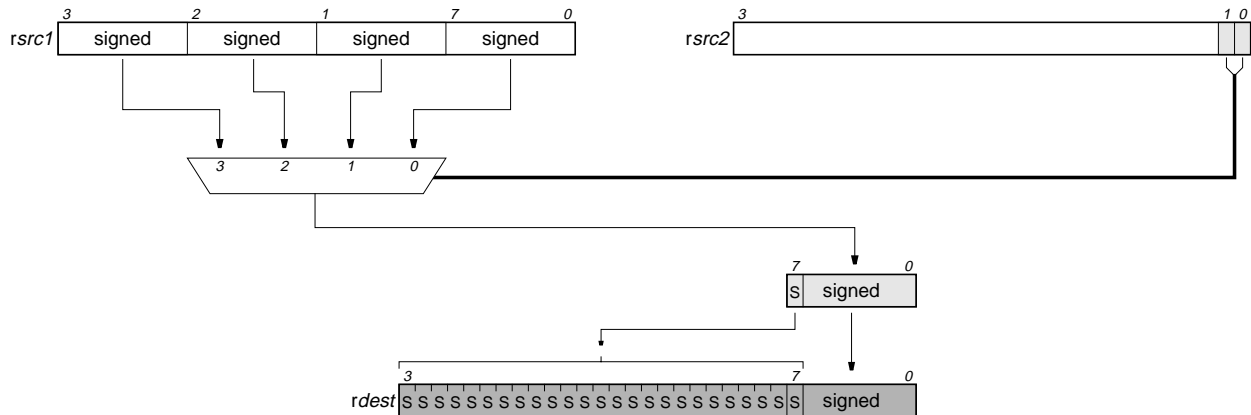 3 2 1 7 0 3 1 0
rsrc1 signed signed signed signed rsrc2
3 2 1 0
7 0
S signed
3 7 0
rdest S S S S S S S S S S S S S S S S S S S S S S S S S signed